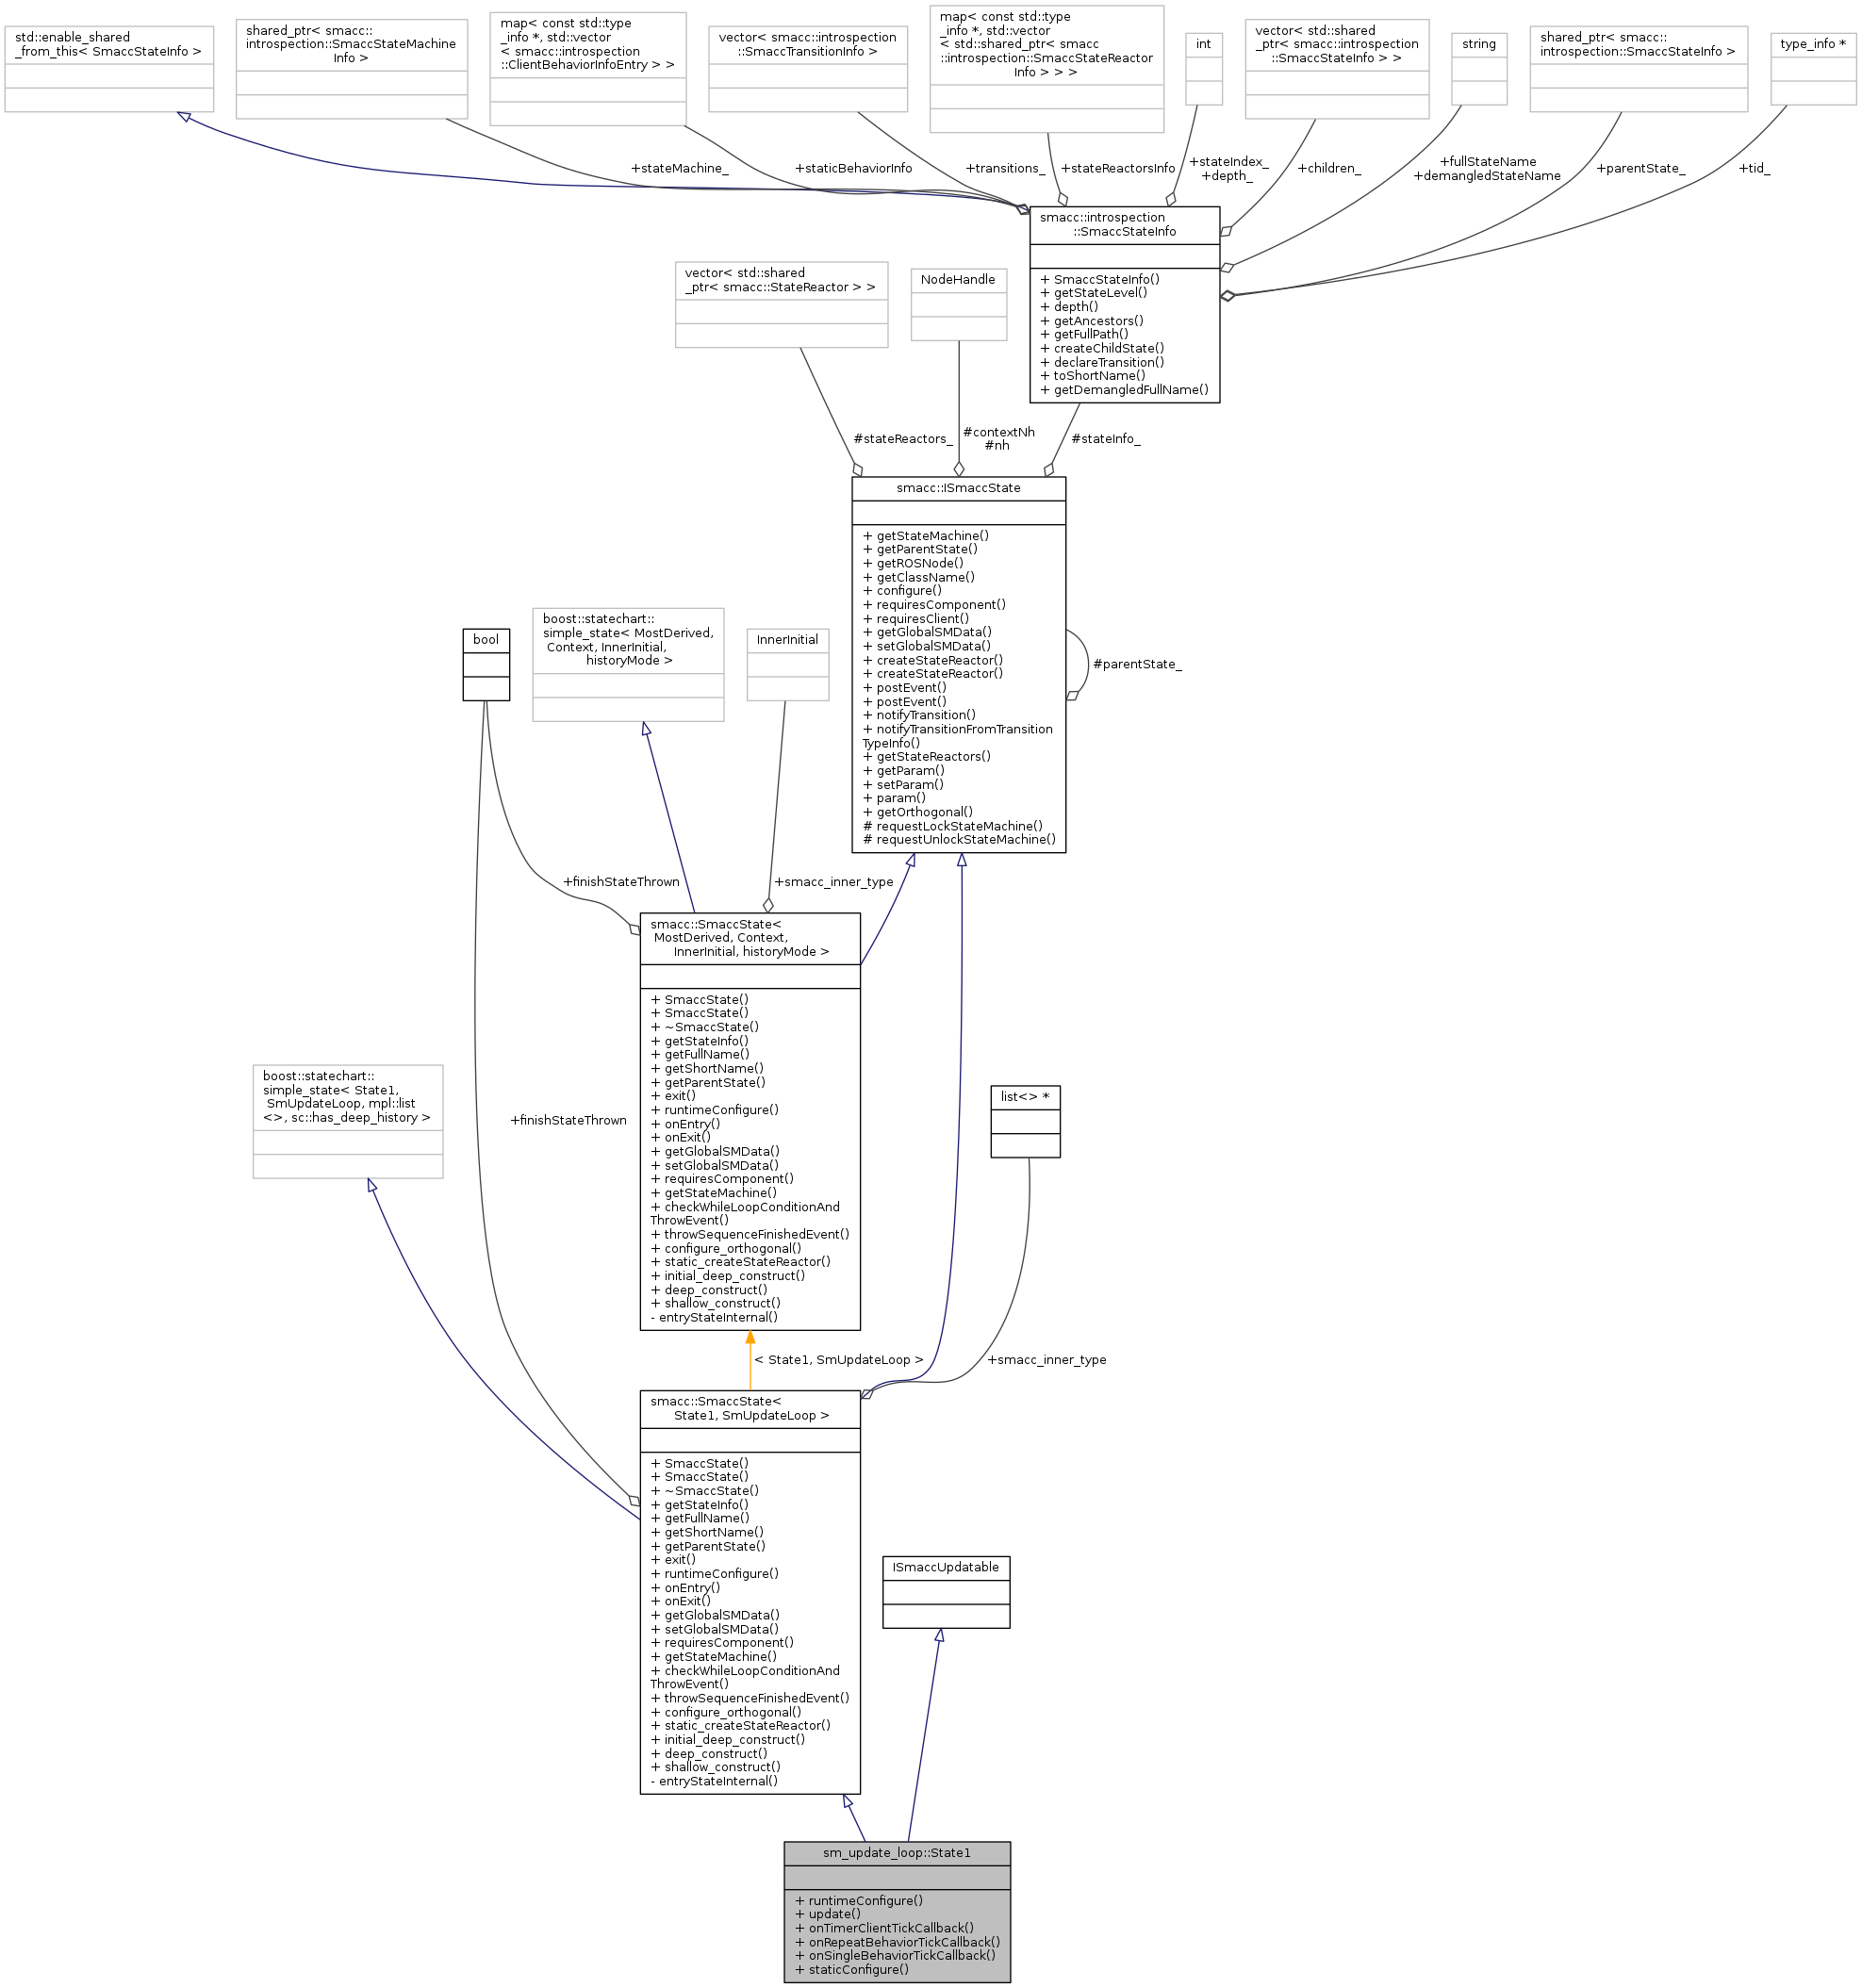 std::enable_shared
_from_this< SmaccStateInfo >
shared_ptr< smacc::
introspection::SmaccStateMachine
Info >
map< const std::type
_info *, std::vector
< smacc::introspection
::ClientBehaviorInfoEntry > >
vector< smacc::introspection
::SmaccTransitionInfo >
map< const std::type
_info *, std::vector
< std::shared_ptr< smacc
::introspection::SmaccStateReactor
Info > > >
int
vector< std::shared
_ptr< smacc::introspection
::SmaccStateInfo > >
string
shared_ptr< smacc::
introspection::SmaccStateInfo >
type_info *
+stateMachine_
+staticBehaviorInfo
+transitions_
+stateReactorsInfo
+stateIndex_
+depth_
+children_
+fullStateName
+demangledStateName
+parentState_
+tid_
smacc::introspection
::SmaccStateInfo
+ SmaccStateInfo()
+ getStateLevel()
+ depth()
+ getAncestors()
+ getFullPath()
+ createChildState()
+ declareTransition()
+ toShortName()
+ getDemangledFullName()
vector< std::shared
_ptr< smacc::StateReactor > >
NodeHandle
#stateReactors_
#contextNh
#nh
#stateInfo_
smacc::ISmaccState
+ getStateMachine()
+ getParentState()
+ getROSNode()
+ getClassName()
+ configure()
+ requiresComponent()
+ requiresClient()
+ getGlobalSMData()
+ setGlobalSMData()
+ createStateReactor()
+ createStateReactor()
+ postEvent()
+ postEvent()
+ notifyTransition()
+ notifyTransitionFromTransition
TypeInfo()
+ getStateReactors()
+ getParam()
+ setParam()
+ param()
+ getOrthogonal()
# requestLockStateMachine()
# requestUnlockStateMachine()
#parentState_
bool
boost::statechart::
simple_state< MostDerived,
Context, InnerInitial,
historyMode >
InnerInitial
+finishStateThrown
+smacc_inner_type
smacc::SmaccState<
MostDerived, Context,
InnerInitial, historyMode >
+ SmaccState()
+ SmaccState()
+ ~SmaccState()
+ getStateInfo()
+ getFullName()
+ getShortName()
+ getParentState()
+ exit()
+ runtimeConfigure()
+ onEntry()
+ onExit()
+ getGlobalSMData()
+ setGlobalSMData()
+ requiresComponent()
+ getStateMachine()
+ checkWhileLoopConditionAnd
ThrowEvent()
+ throwSequenceFinishedEvent()
+ configure_orthogonal()
+ static_createStateReactor()
+ initial_deep_construct()
+ deep_construct()
+ shallow_construct()
- entryStateInternal()
boost::statechart::
simple_state< State1,
SmUpdateLoop, mpl::list
<>, sc::has_deep_history >
+finishStateThrown
list<> *
< State1, SmUpdateLoop >
+smacc_inner_type
smacc::SmaccState<
State1, SmUpdateLoop >
+ SmaccState()
+ SmaccState()
+ ~SmaccState()
+ getStateInfo()
+ getFullName()
+ getShortName()
+ getParentState()
+ exit()
+ runtimeConfigure()
+ onEntry()
+ onExit()
+ getGlobalSMData()
+ setGlobalSMData()
+ requiresComponent()
+ getStateMachine()
+ checkWhileLoopConditionAnd
ThrowEvent()
+ throwSequenceFinishedEvent()
+ configure_orthogonal()
+ static_createStateReactor()
+ initial_deep_construct()
+ deep_construct()
+ shallow_construct()
- entryStateInternal()
ISmaccUpdatable
sm_update_loop::State1
+ runtimeConfigure()
+ update()
+ onTimerClientTickCallback()
+ onRepeatBehaviorTickCallback()
+ onSingleBehaviorTickCallback()
+ staticConfigure()